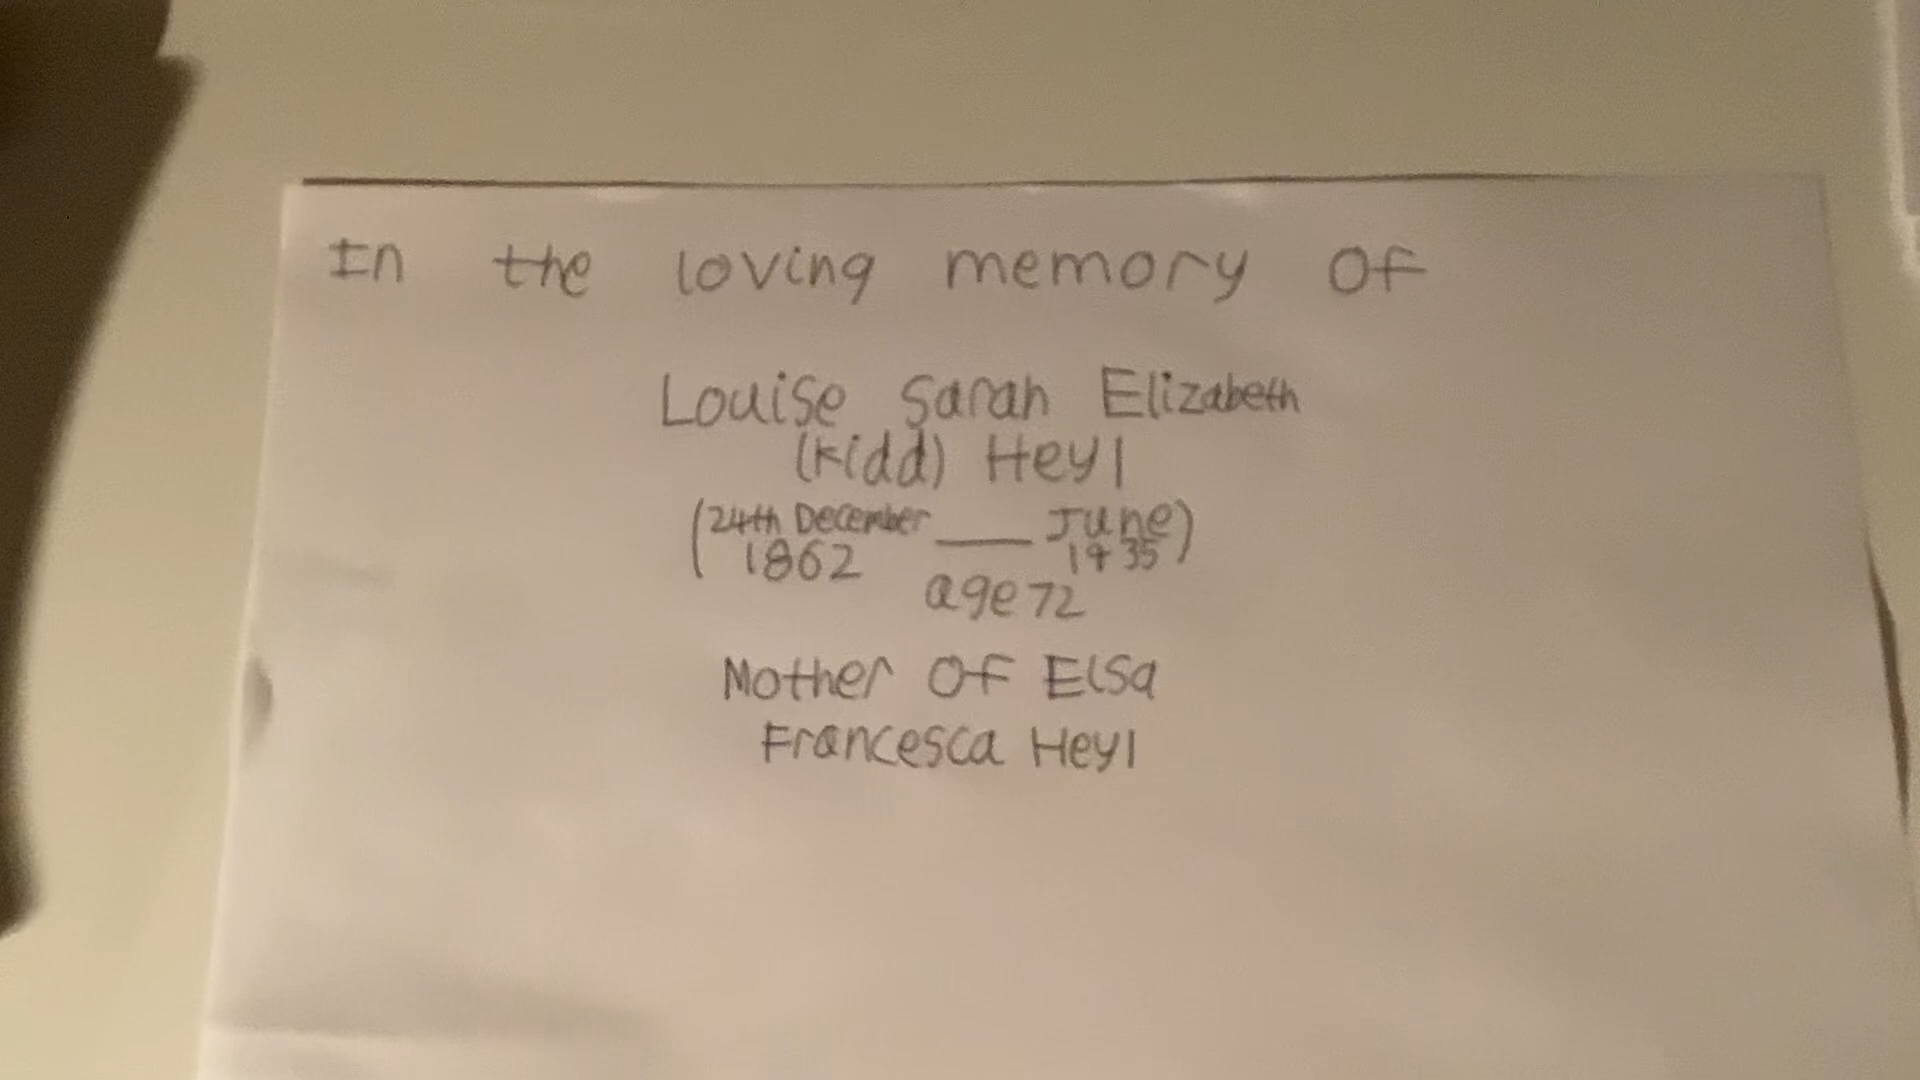 In the loving memory of
Louise Sarah Elizabeth
(Kidd) Heyl
(24th December 1862 — June 1935)
age 72
Mother of Elsa
Francesca Heyl